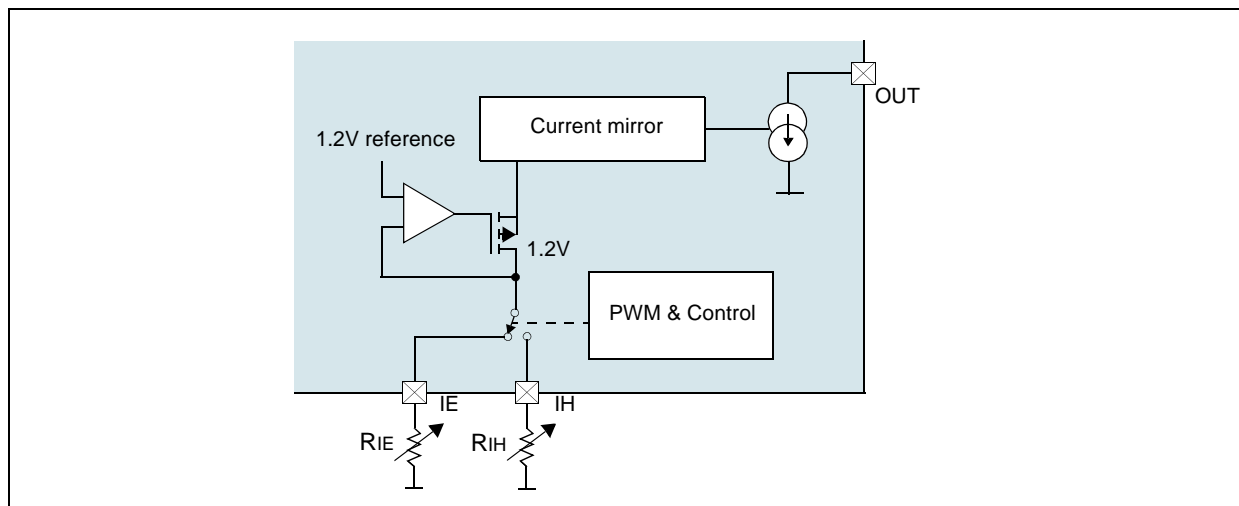 OUT
Current mirror
1.2V reference
1.2V
PWM & Control
IE
IH
RIE
RIH